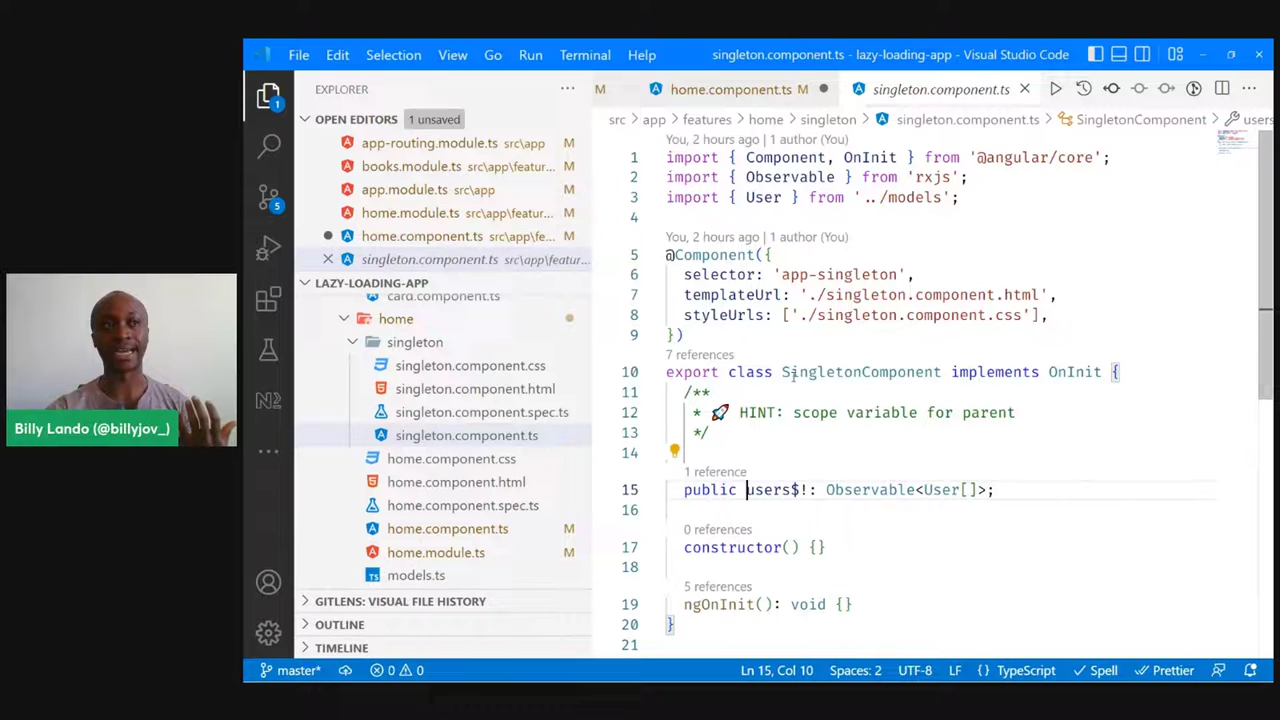 File Edit Selection View Go Run Terminal Help singleton.component.ts - lazy-loading-app - Visual Studio Code
EXPLORER
OPEN EDITORS 1 unsaved
app-routing.module.ts src\app M
books.module.ts src\app\featur... M
app.module.ts src\app M
home.module.ts src\app\featur... M
home.component.ts src\app\fe... M
singleton.component.ts src\app\featur...
LAZY-LOADING-APP
card.component.ts
home
singleton
singleton.component.css
singleton.component.html
singleton.component.spec.ts
singleton.component.ts
home.component.css
home.component.html
home.component.spec.ts
home.component.ts M
home.module.ts M
models.ts
GITLENS: VISUAL FILE HISTORY
OUTLINE
TIMELINE
1
5
Billy Lando (@billyjov_)
M home.component.ts M singleton.component.ts
src app features home singleton singleton.component.ts SingletonComponent users
You, 2 hours ago | 1 author (You)
1 import { Component, OnInit } from '@angular/core';
2 import { Observable } from 'rxjs';
3 import { User } from '../models';
4
You, 2 hours ago | 1 author (You)
5 @Component({
6 selector: 'app-singleton',
7 templateUrl: './singleton.component.html',
8 styleUrls: ['./singleton.component.css'],
9 })
7 references
10 export class SingletonComponent implements OnInit {
11 /**
12 * 🚀 HINT: scope variable for parent
13 */
14
1 reference
15 public users$!: Observable<User[]>;
16
0 references
17 constructor() {}
18
5 references
19 ngOnInit(): void {}
20 }
21
master* 0 0 Ln 15, Col 10 Spaces: 2 UTF-8 LF {} TypeScript Spell Prettier